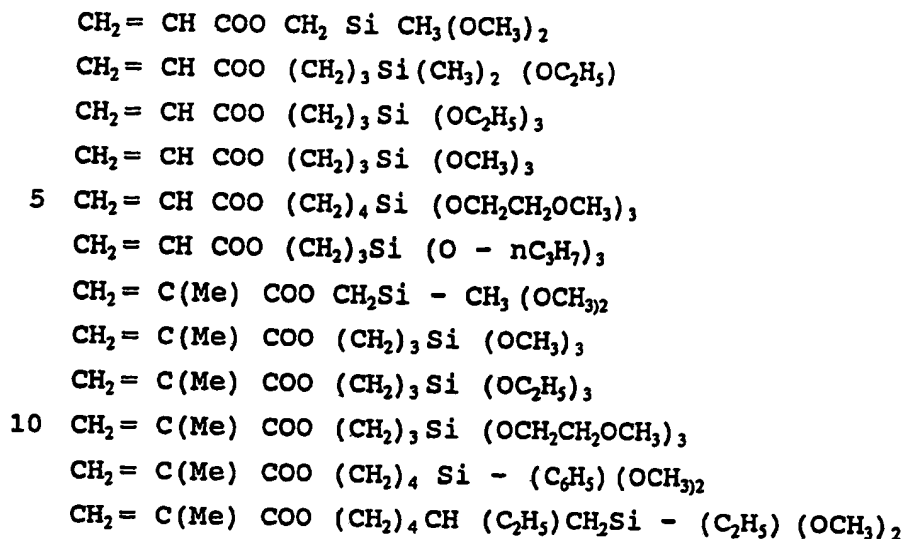 CH₂= CH COO CH₂ Si CH₃(OCH₃)₂
CH₂= CH COO (CH₂)₃Si(CH₃)₂ (OC₂H₅)
CH₂= CH COO (CH₂)₃Si (OC₂H₅)₃
CH₂= CH COO (CH₂)₃Si (OCH₃)₃
5 CH₂= CH COO (CH₂)₄Si (OCH₂CH₂OCH₃)₃
CH₂= CH COO (CH₂)₃Si (O - nC₃H₇)₃
CH₂= C(Me) COO CH₂Si - CH₃(OCH₃₎₂
CH₂= C(Me) COO (CH₂)₃Si (OCH₃)₃
CH₂= C(Me) COO (CH₂)₃Si (OC₂H₅)₃
10 CH₂= C(Me) COO (CH₂)₃Si (OCH₂CH₂OCH₃)₃
CH₂= C(Me) COO (CH₂)₄ Si - (C₆H₅)(OCH₃₎₂
CH₂= C(Me) COO (CH₂)₄CH (C₂H₅)CH₂Si - (C₂H₅) (OCH₃)₂